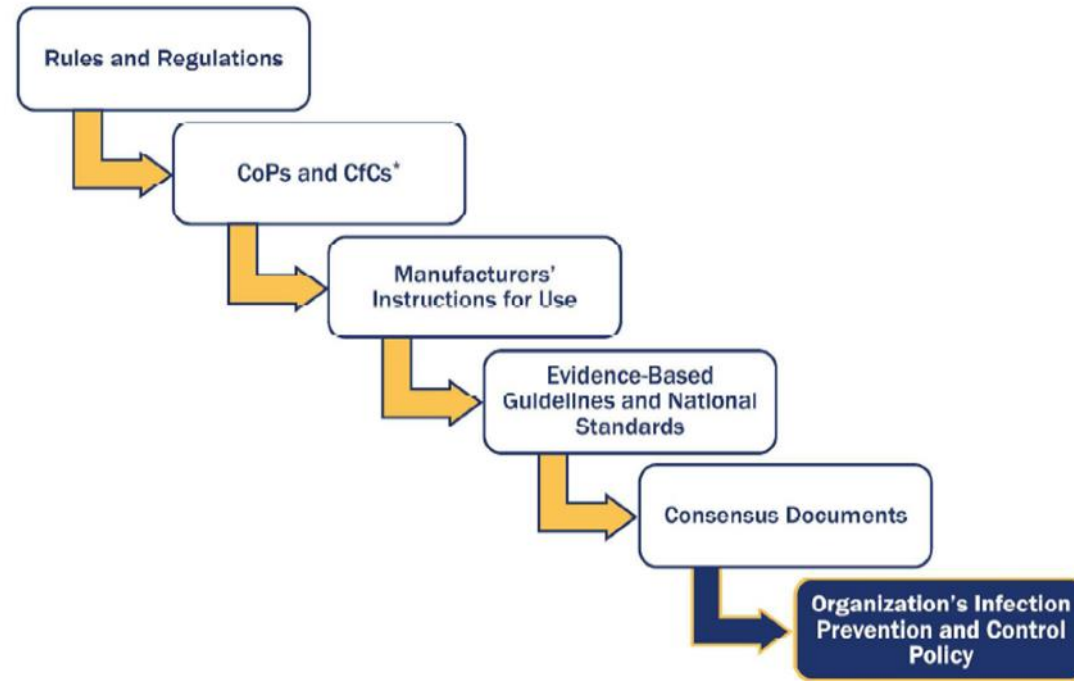 Rules and Regulations
CoPs and CfCs*
Manufacturers'
Instructions for Use
Evidence-Based
Guidelines and National
Standards
Consensus Documents
Organization's Infection
Prevention and Control
Policy